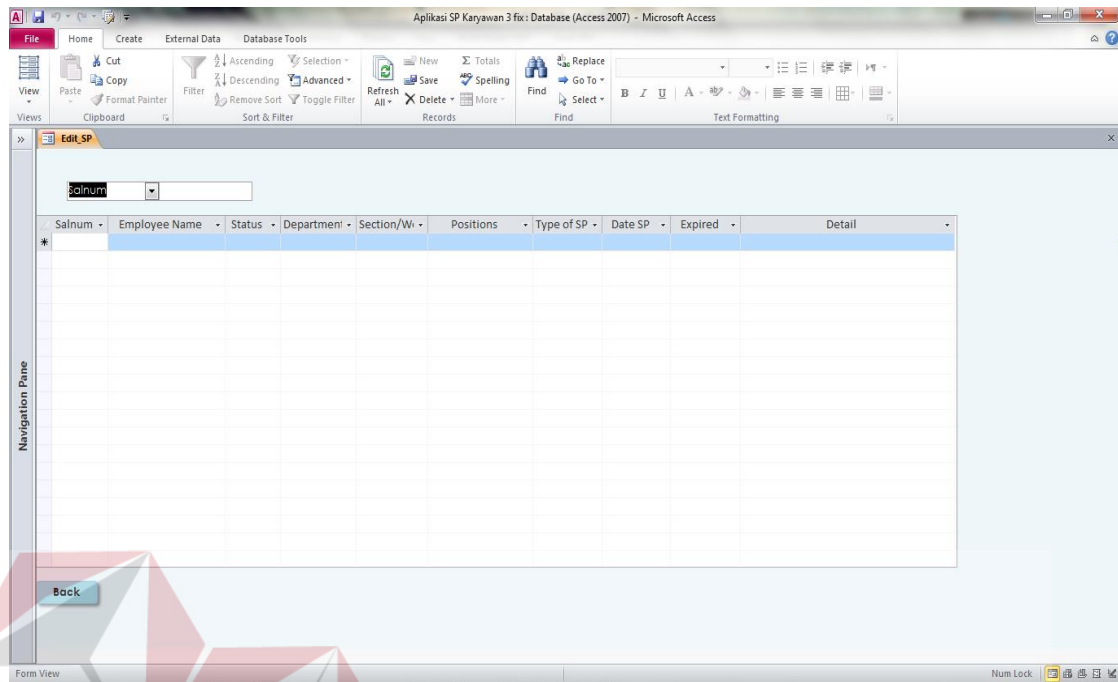 Aplikasi SP Karyawan 3 fix : Database (Access 2007) - Microsoft Access
File Home Create External Data Database Tools
View
Views
Paste
Cut
Copy
Format Painter
Clipboard
Filter
Ascending
Descending
Remove Sort
Selection
Advanced
Toggle Filter
Sort & Filter
Refresh All
New
Save
Delete
Totals
Spelling
More
Records
Find
Replace
Go To
Select
Find
B I U A
Text Formatting
Edit_SP
Salnum
Salnum Employee Name Status Department Section/W Positions Type of SP Date SP Expired Detail
Navigation Pane
Back
Form View Num Lock